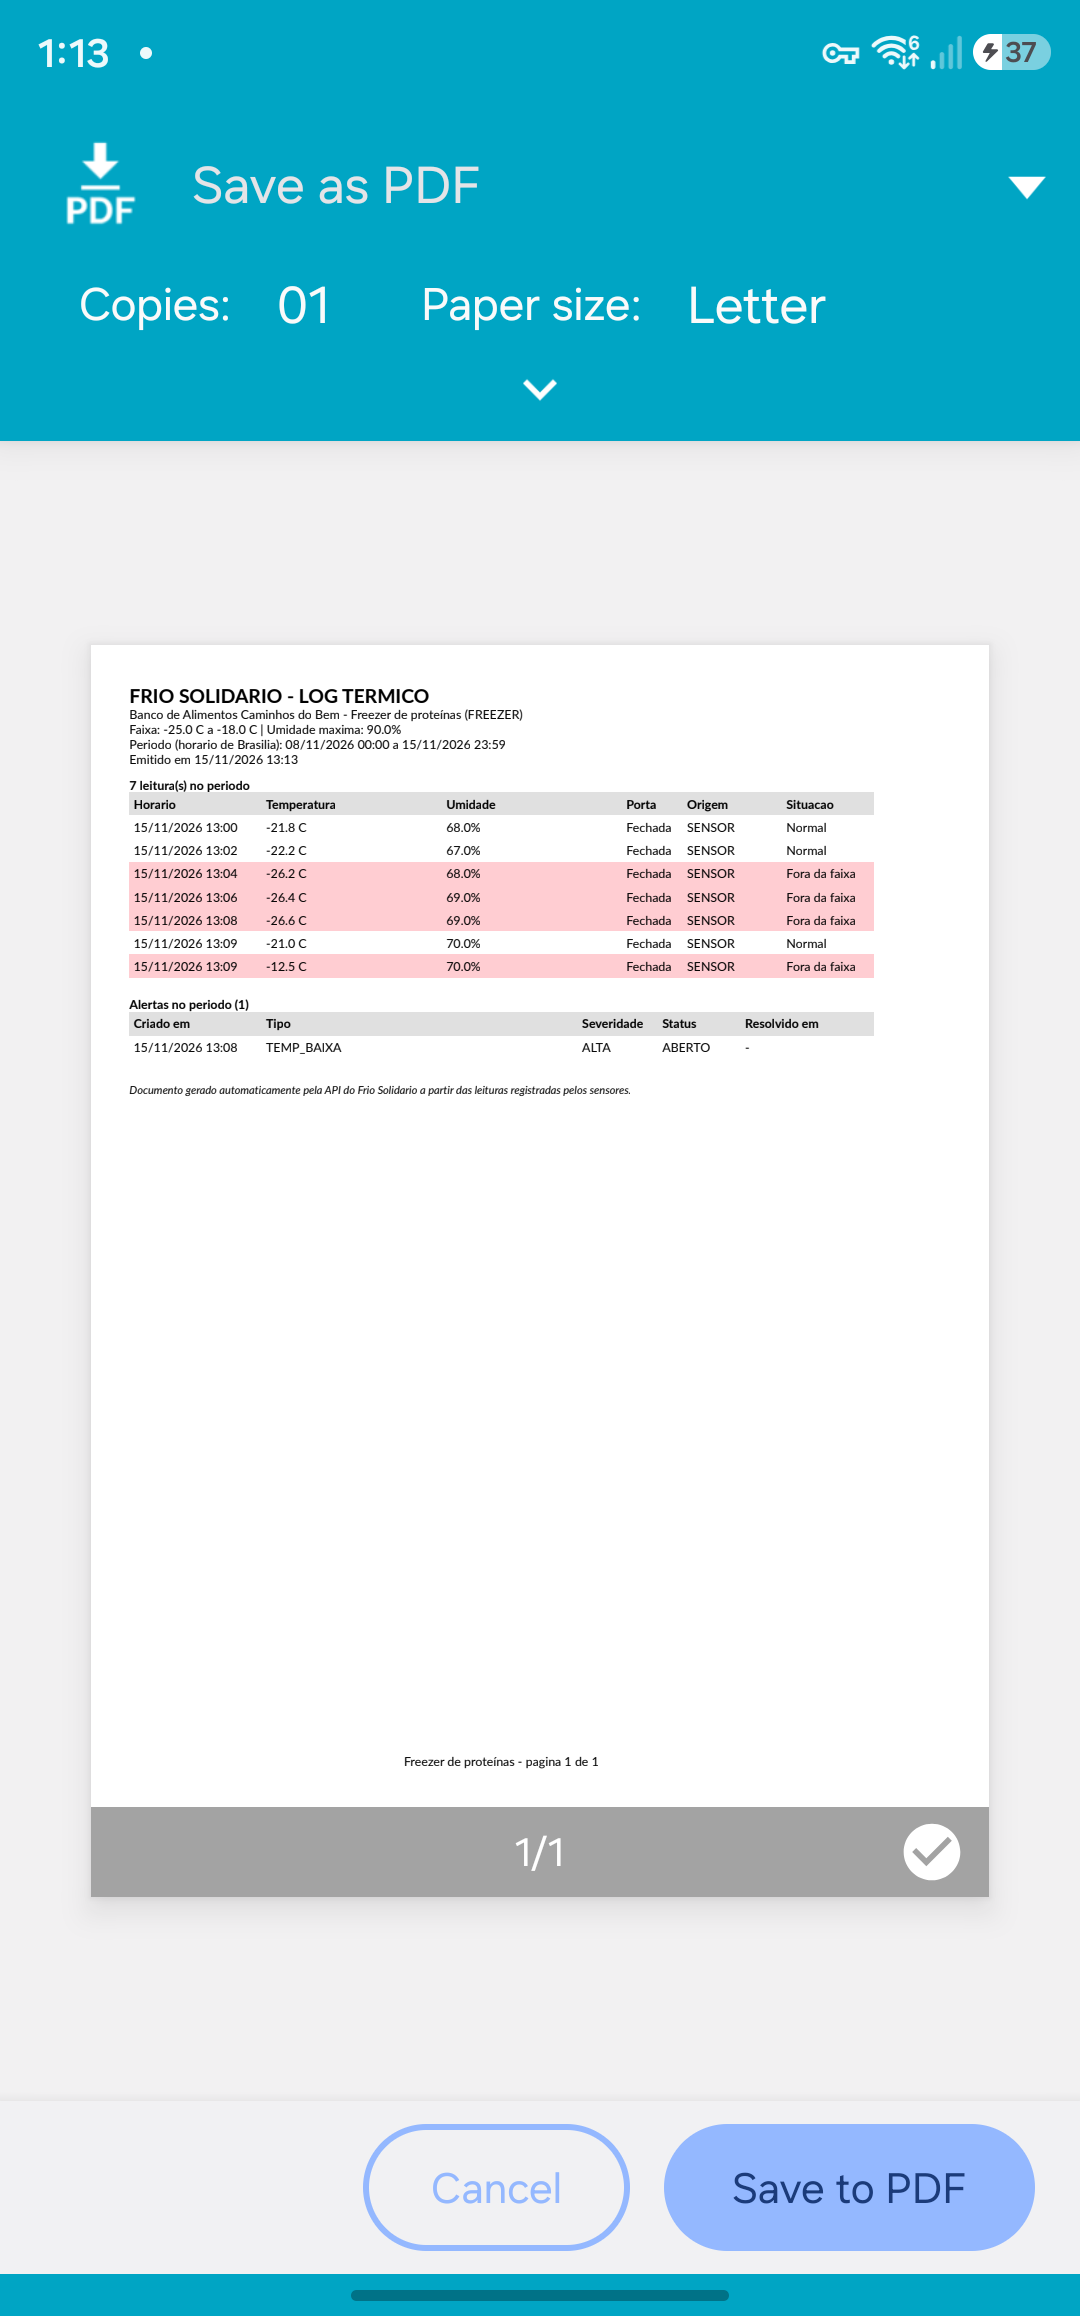 1:13
6
37
PDF
Save as PDF
Copies: 01 Paper size: Letter
FRIO SOLIDARIO - LOG TERMICO
Banco de Alimentos Caminhos do Bem - Freezer de proteínas (FREEZER)
Faixa: -25.0 C a -18.0 C | Umidade maxima: 90.0%
Periodo (horario de Brasilia): 08/11/2026 00:00 a 15/11/2026 23:59
Emitido em 15/11/2026 13:13
7 leitura(s) no periodo
Horario Temperatura Umidade Porta Origem Situacao
15/11/2026 13:00 -21.8 C 68.0% Fechada SENSOR Normal
15/11/2026 13:02 -22.2 C 67.0% Fechada SENSOR Normal
15/11/2026 13:04 -26.2 C 68.0% Fechada SENSOR Fora da faixa
15/11/2026 13:06 -26.4 C 69.0% Fechada SENSOR Fora da faixa
15/11/2026 13:08 -26.6 C 69.0% Fechada SENSOR Fora da faixa
15/11/2026 13:09 -21.0 C 70.0% Fechada SENSOR Normal
15/11/2026 13:09 -12.5 C 70.0% Fechada SENSOR Fora da faixa
Alertas no periodo (1)
Criado em Tipo Severidade Status Resolvido em
15/11/2026 13:08 TEMP_BAIXA ALTA ABERTO -
Documento gerado automaticamente pela API do Frio Solidario a partir das leituras registradas pelos sensores.
Freezer de proteínas - pagina 1 de 1
1/1
Cancel
Save to PDF